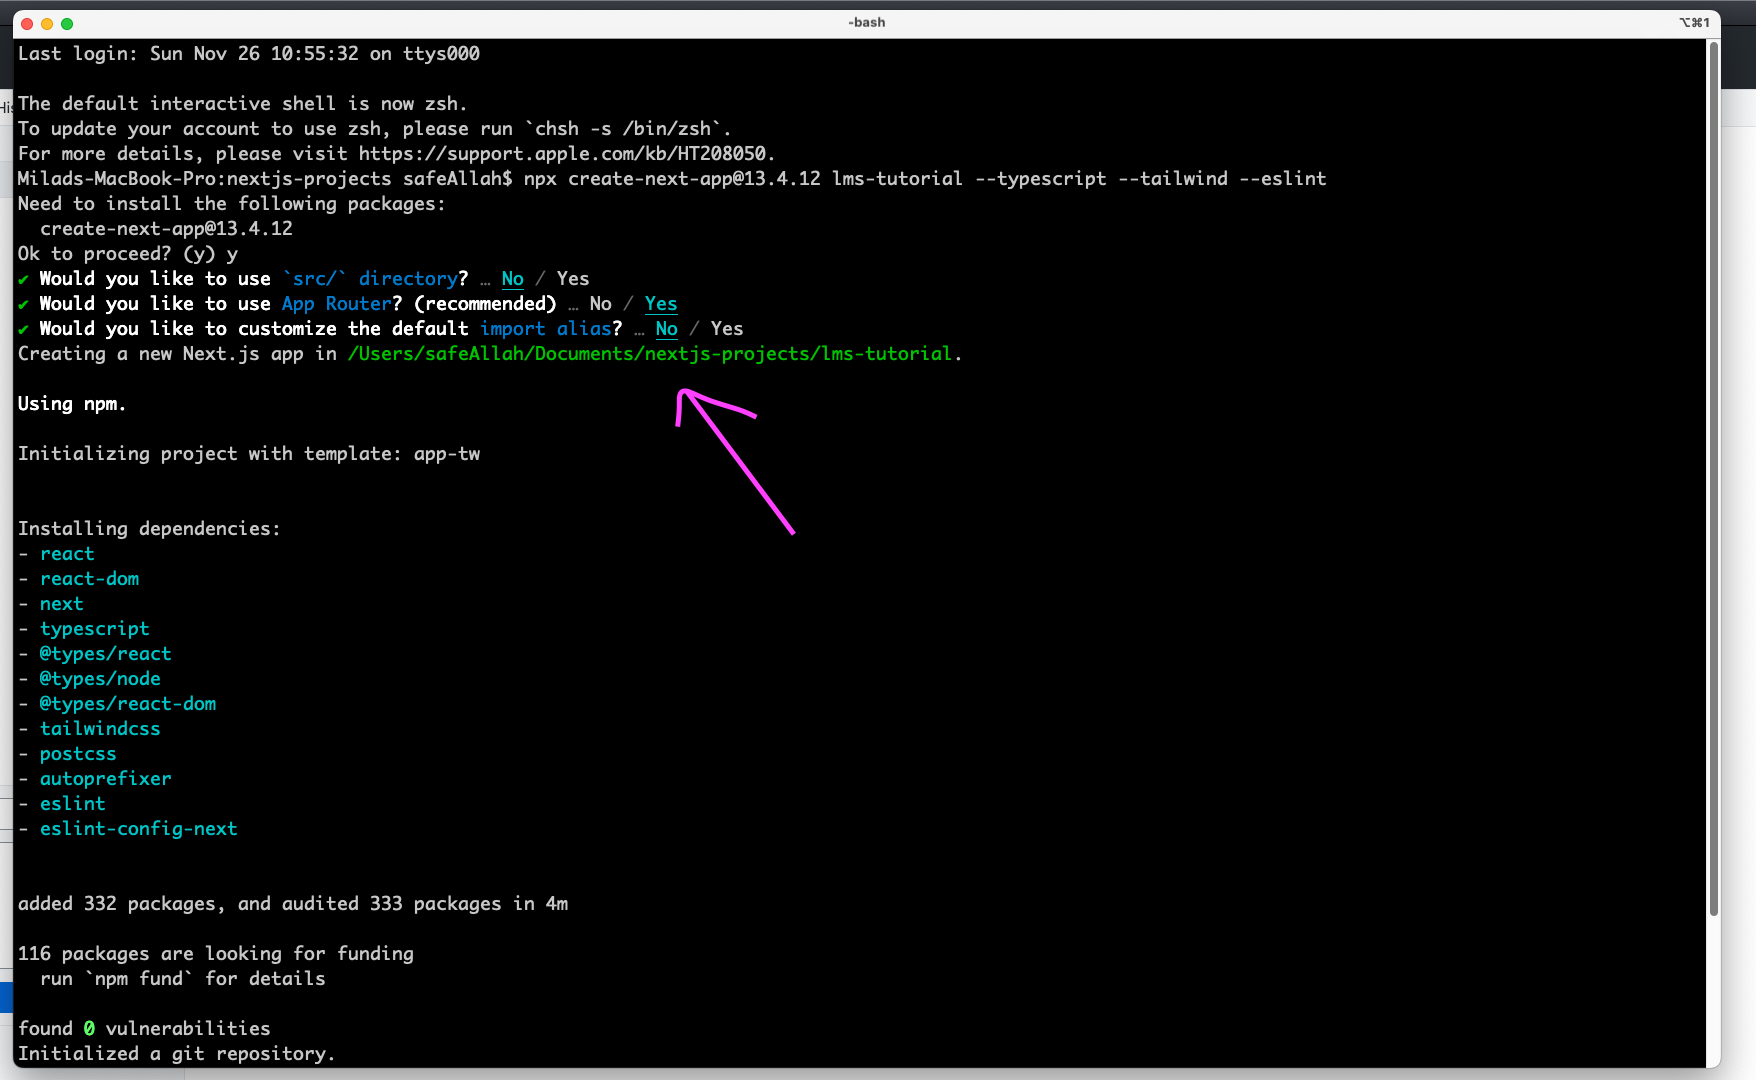 -bash
⌥⌘1
His
Last login: Sun Nov 26 10:55:32 on ttys000
The default interactive shell is now zsh.
To update your account to use zsh, please run `chsh -s /bin/zsh`.
For more details, please visit https://support.apple.com/kb/HT208050.
Milads-MacBook-Pro:nextjs-projects safeAllah$ npx create-next-app@13.4.12 lms-tutorial --typescript --tailwind --eslint
Need to install the following packages:
  create-next-app@13.4.12
Ok to proceed? (y) y
✔ Would you like to use `src/` directory? … No / Yes
✔ Would you like to use App Router? (recommended) … No / Yes
✔ Would you like to customize the default import alias? … No / Yes
Creating a new Next.js app in /Users/safeAllah/Documents/nextjs-projects/lms-tutorial.
Using npm.
Initializing project with template: app-tw
Installing dependencies:
- react
- react-dom
- next
- typescript
- @types/react
- @types/node
- @types/react-dom
- tailwindcss
- postcss
- autoprefixer
- eslint
- eslint-config-next
added 332 packages, and audited 333 packages in 4m
116 packages are looking for funding
  run `npm fund` for details
found 0 vulnerabilities
Initialized a git repository.